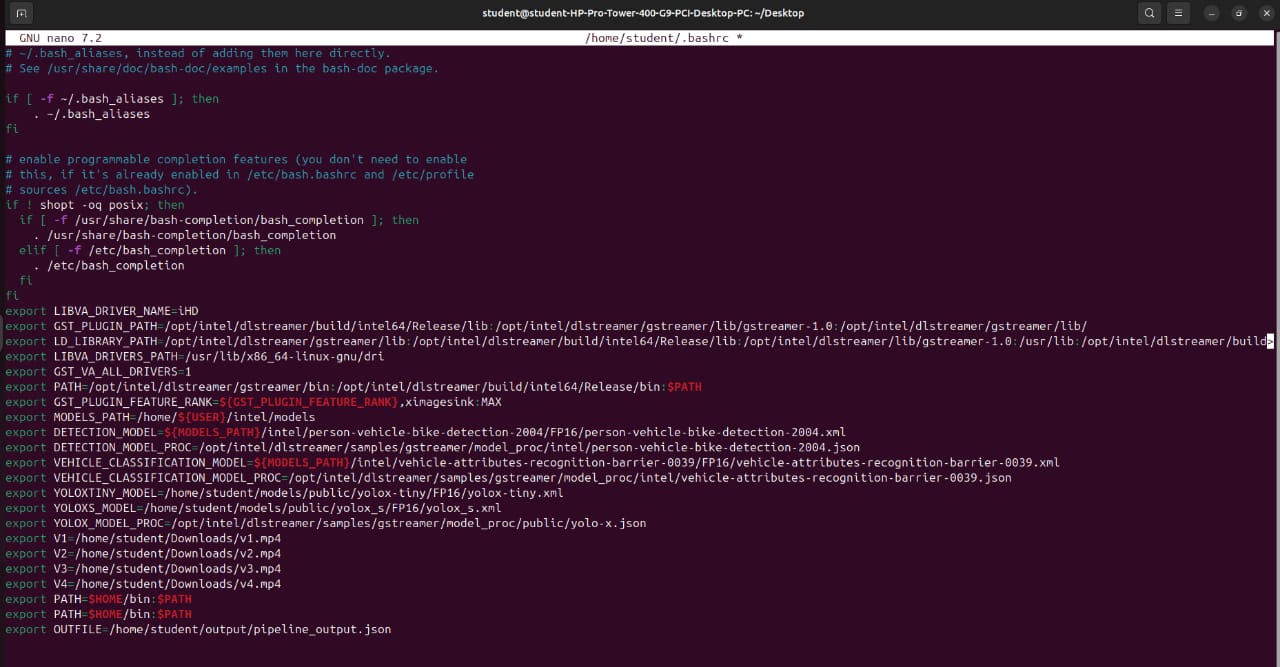 student@student-HP-Pro-Tower-400-G9-PCI-Desktop-PC: ~/Desktop
GNU nano 7.2 /home/student/.bashrc *
# ~/.bash_aliases, instead of adding them here directly.
# See /usr/share/doc/bash-doc/examples in the bash-doc package.
if [ -f ~/.bash_aliases ]; then
. ~/.bash_aliases
fi
# enable programmable completion features (you don't need to enable
# this, if it's already enabled in /etc/bash.bashrc and /etc/profile
# sources /etc/bash.bashrc).
if ! shopt -oq posix; then
if [ -f /usr/share/bash-completion/bash_completion ]; then
. /usr/share/bash-completion/bash_completion
elif [ -f /etc/bash_completion ]; then
. /etc/bash_completion
fi
fi
export LIBVA_DRIVER_NAME=iHD
export GST_PLUGIN_PATH=/opt/intel/dlstreamer/build/intel64/Release/lib:/opt/intel/dlstreamer/gstreamer/lib/gstreamer-1.0:/opt/intel/dlstreamer/gstreamer/lib/
export LD_LIBRARY_PATH=/opt/intel/dlstreamer/gstreamer/lib:/opt/intel/dlstreamer/build/intel64/Release/lib:/opt/intel/dlstreamer/lib/gstreamer-1.0:/usr/lib:/opt/intel/dlstreamer/build>
export LIBVA_DRIVERS_PATH=/usr/lib/x86_64-linux-gnu/dri
export GST_VA_ALL_DRIVERS=1
export PATH=/opt/intel/dlstreamer/gstreamer/bin:/opt/intel/dlstreamer/build/intel64/Release/bin:$PATH
export GST_PLUGIN_FEATURE_RANK=${GST_PLUGIN_FEATURE_RANK},ximagesink:MAX
export MODELS_PATH=/home/${USER}/intel/models
export DETECTION_MODEL=${MODELS_PATH}/intel/person-vehicle-bike-detection-2004/FP16/person-vehicle-bike-detection-2004.xml
export DETECTION_MODEL_PROC=/opt/intel/dlstreamer/samples/gstreamer/model_proc/intel/person-vehicle-bike-detection-2004.json
export VEHICLE_CLASSIFICATION_MODEL=${MODELS_PATH}/intel/vehicle-attributes-recognition-barrier-0039/FP16/vehicle-attributes-recognition-barrier-0039.xml
export VEHICLE_CLASSIFICATION_MODEL_PROC=/opt/intel/dlstreamer/samples/gstreamer/model_proc/intel/vehicle-attributes-recognition-barrier-0039.json
export YOLOXTINY_MODEL=/home/student/models/public/yolox-tiny/FP16/yolox-tiny.xml
export YOLOXS_MODEL=/home/student/models/public/yolox_s/FP16/yolox_s.xml
export YOLOX_MODEL_PROC=/opt/intel/dlstreamer/samples/gstreamer/model_proc/public/yolo-x.json
export V1=/home/student/Downloads/v1.mp4
export V2=/home/student/Downloads/v2.mp4
export V3=/home/student/Downloads/v3.mp4
export V4=/home/student/Downloads/v4.mp4
export PATH=$HOME/bin:$PATH
export PATH=$HOME/bin:$PATH
export OUTFILE=/home/student/output/pipeline_output.json